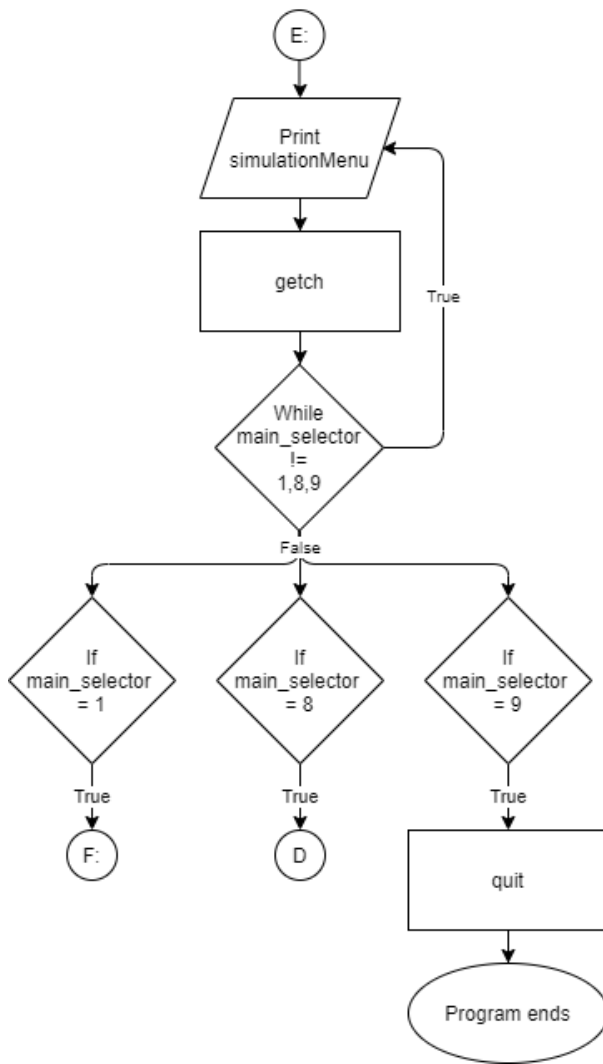 E:
Print
simulationMenu
getch
True
While
main_selector
!=
1,8,9
False
If
main_selector
= 1
If
main_selector
= 8
If
main_selector
= 9
True
True
True
F:
D
quit
Program ends